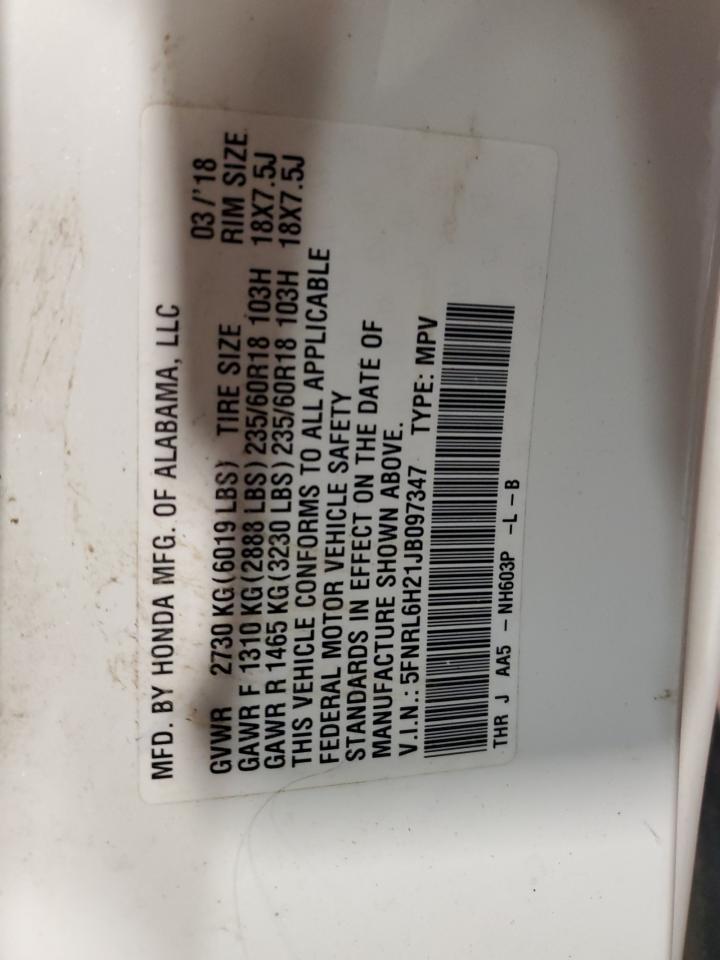 MFD. BY HONDA MFG. OF ALABAMA, LLC 03/'18
GVWR 2730 KG(6019 LBS) TIRE SIZE RIM SIZE
GAWR F 1310 KG(2888 LBS)235/60R18 103H 18X7.5J
GAWR R 1465 KG(3230 LBS)235/60R18 103H 18X7.5J
THIS VEHICLE CONFORMS TO ALL APPLICABLE
FEDERAL MOTOR VEHICLE SAFETY
STANDARDS IN EFFECT ON THE DATE OF
MANUFACTURE SHOWN ABOVE.
V.I.N.: 5FNRL6H21JB097347 TYPE: MPV
THR J AA5 - NH603P -L -B